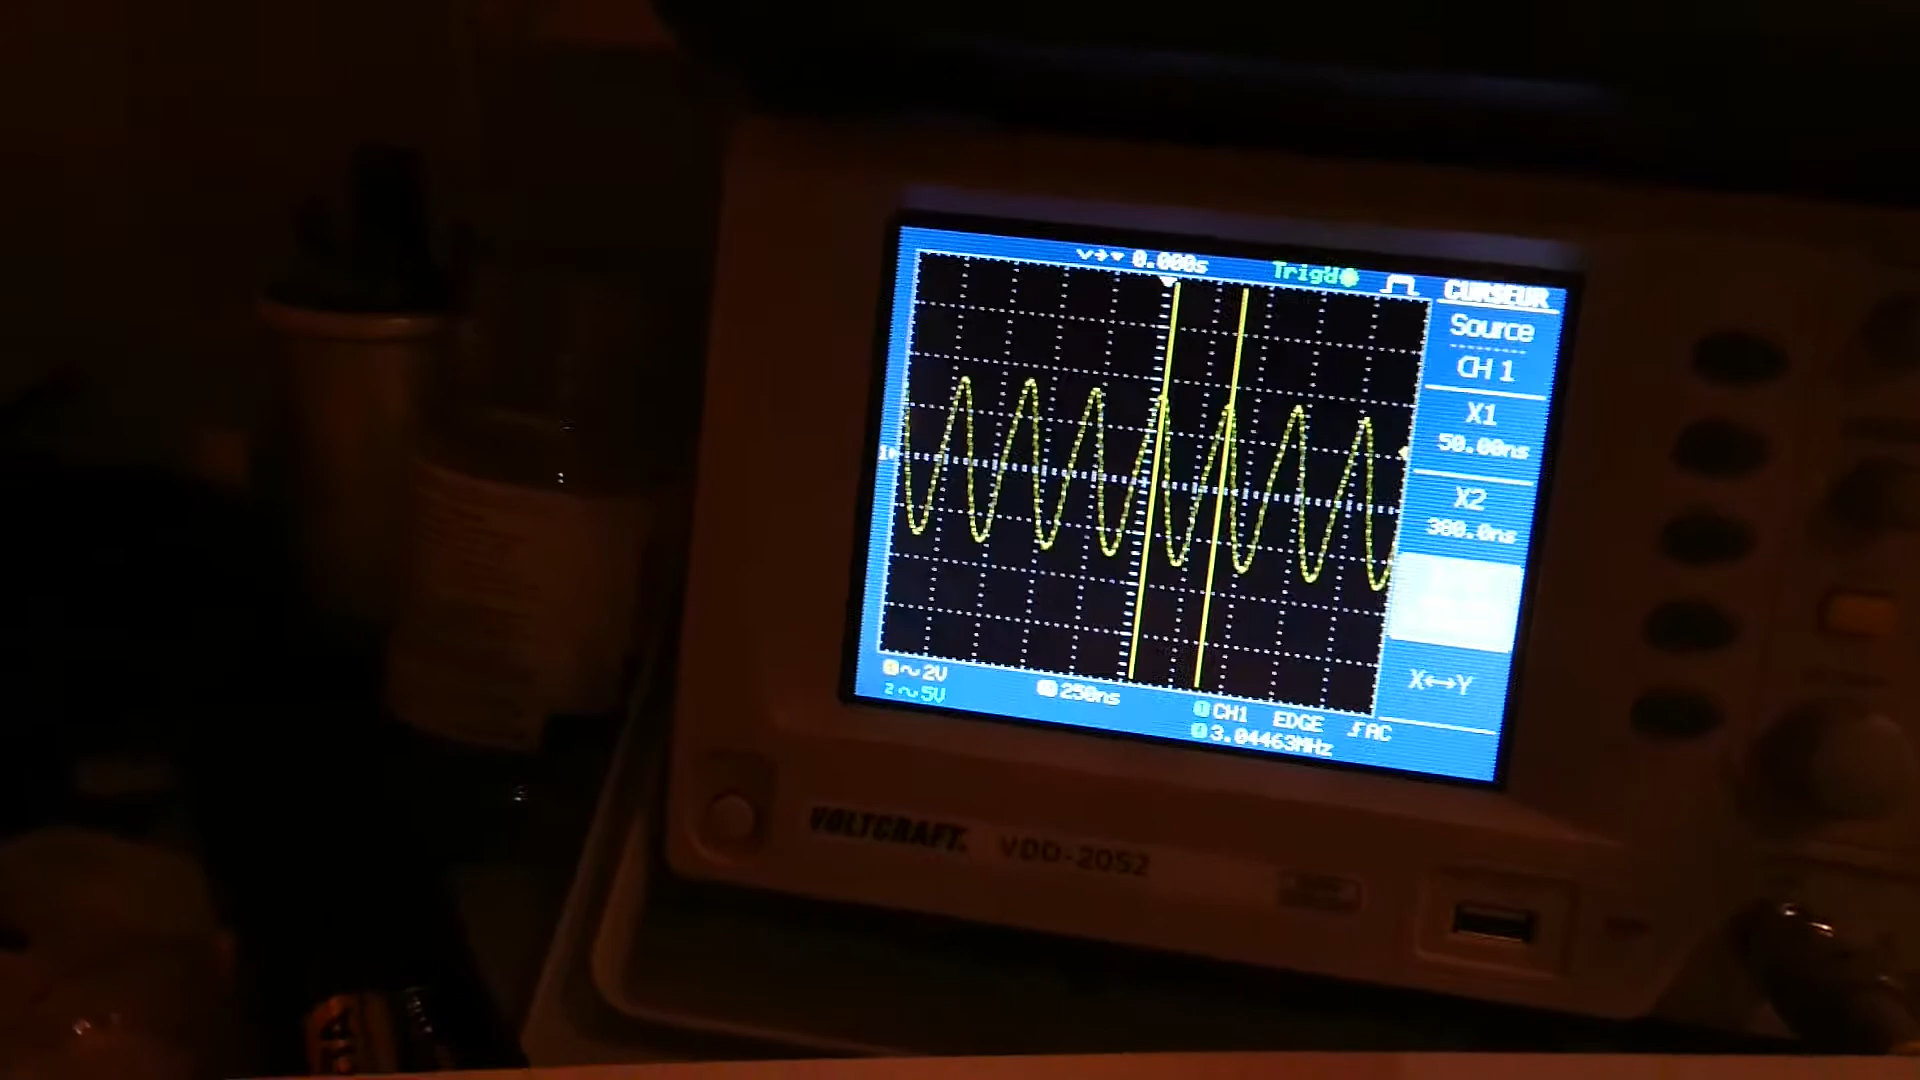 0.000s Trig'd
CURSEUR
Source
CH 1
X1
50.00ns
X2
380.0ns
X↔Y
1 ~ 2V
2 ~ 5V
250ns
CH1 EDGE AC
3.04463MHz
VOLTCRAFT
VDO-2052